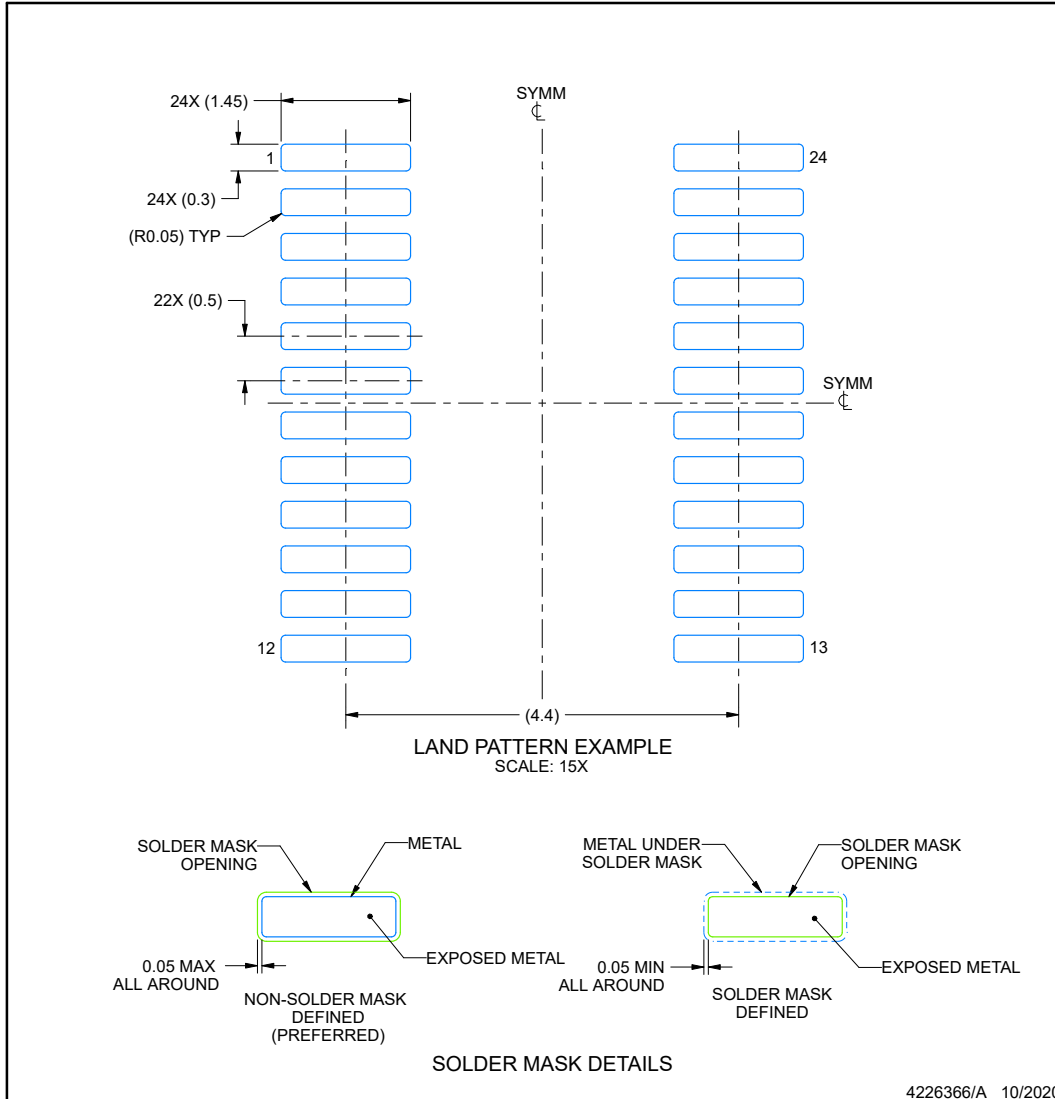 SYMM
℄
24X (1.45)
1
24
24X (0.3)
(R0.05) TYP
22X (0.5)
SYMM
℄
12
13
(4.4)
LAND PATTERN EXAMPLE
SCALE: 15X
SOLDER MASK
OPENING
METAL
EXPOSED METAL
0.05 MAX
ALL AROUND
NON-SOLDER MASK
DEFINED
(PREFERRED)
METAL UNDER
SOLDER MASK
SOLDER MASK
OPENING
EXPOSED METAL
0.05 MIN
ALL AROUND
SOLDER MASK
DEFINED
SOLDER MASK DETAILS
4226366/A 10/2020